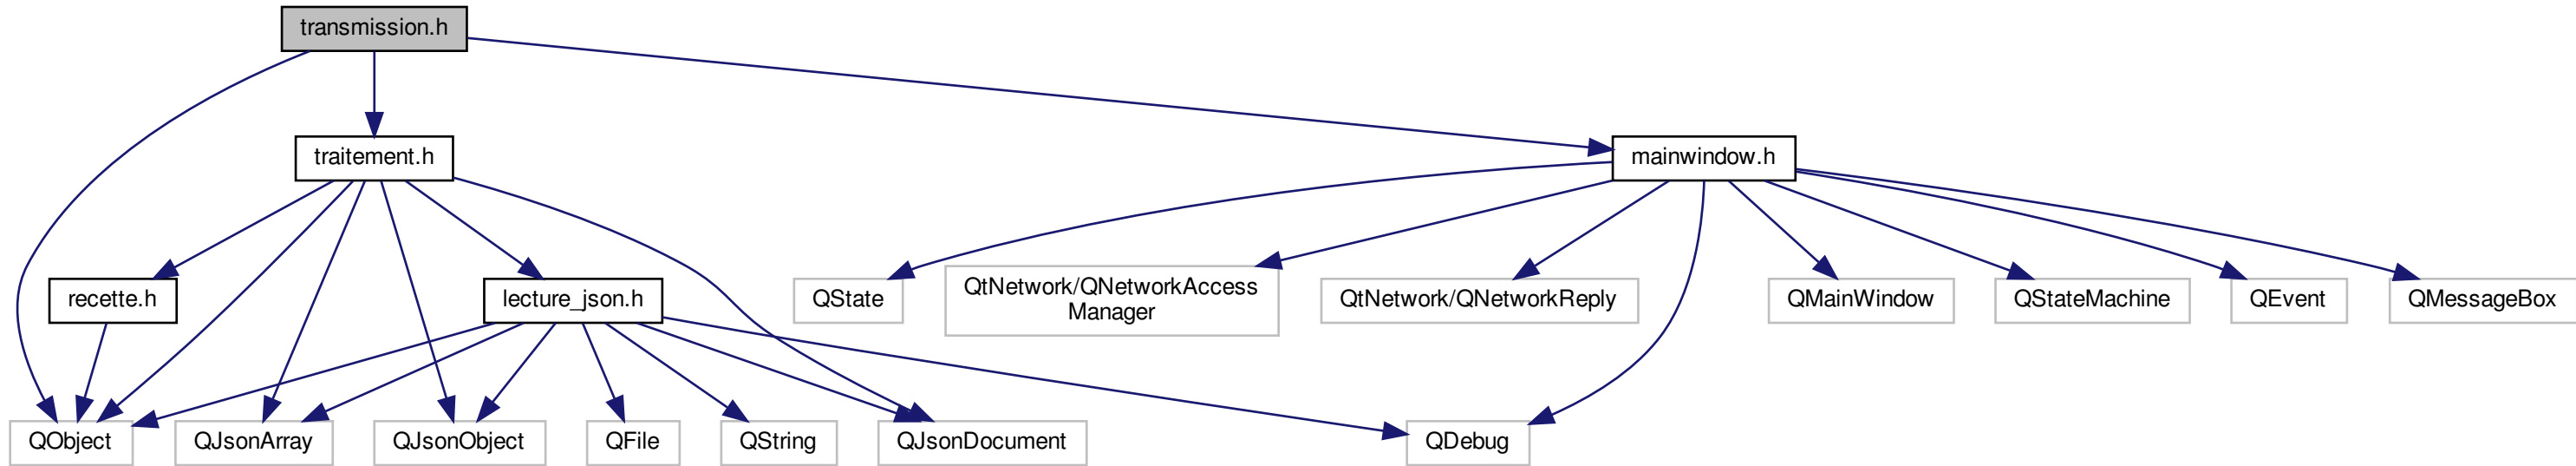 transmission.h
traitement.h
mainwindow.h
recette.h
lecture_json.h
QState
QtNetwork/QNetworkAccess
Manager
QtNetwork/QNetworkReply
QMainWindow
QStateMachine
QEvent
QMessageBox
QObject
QJsonArray
QJsonObject
QFile
QString
QJsonDocument
QDebug